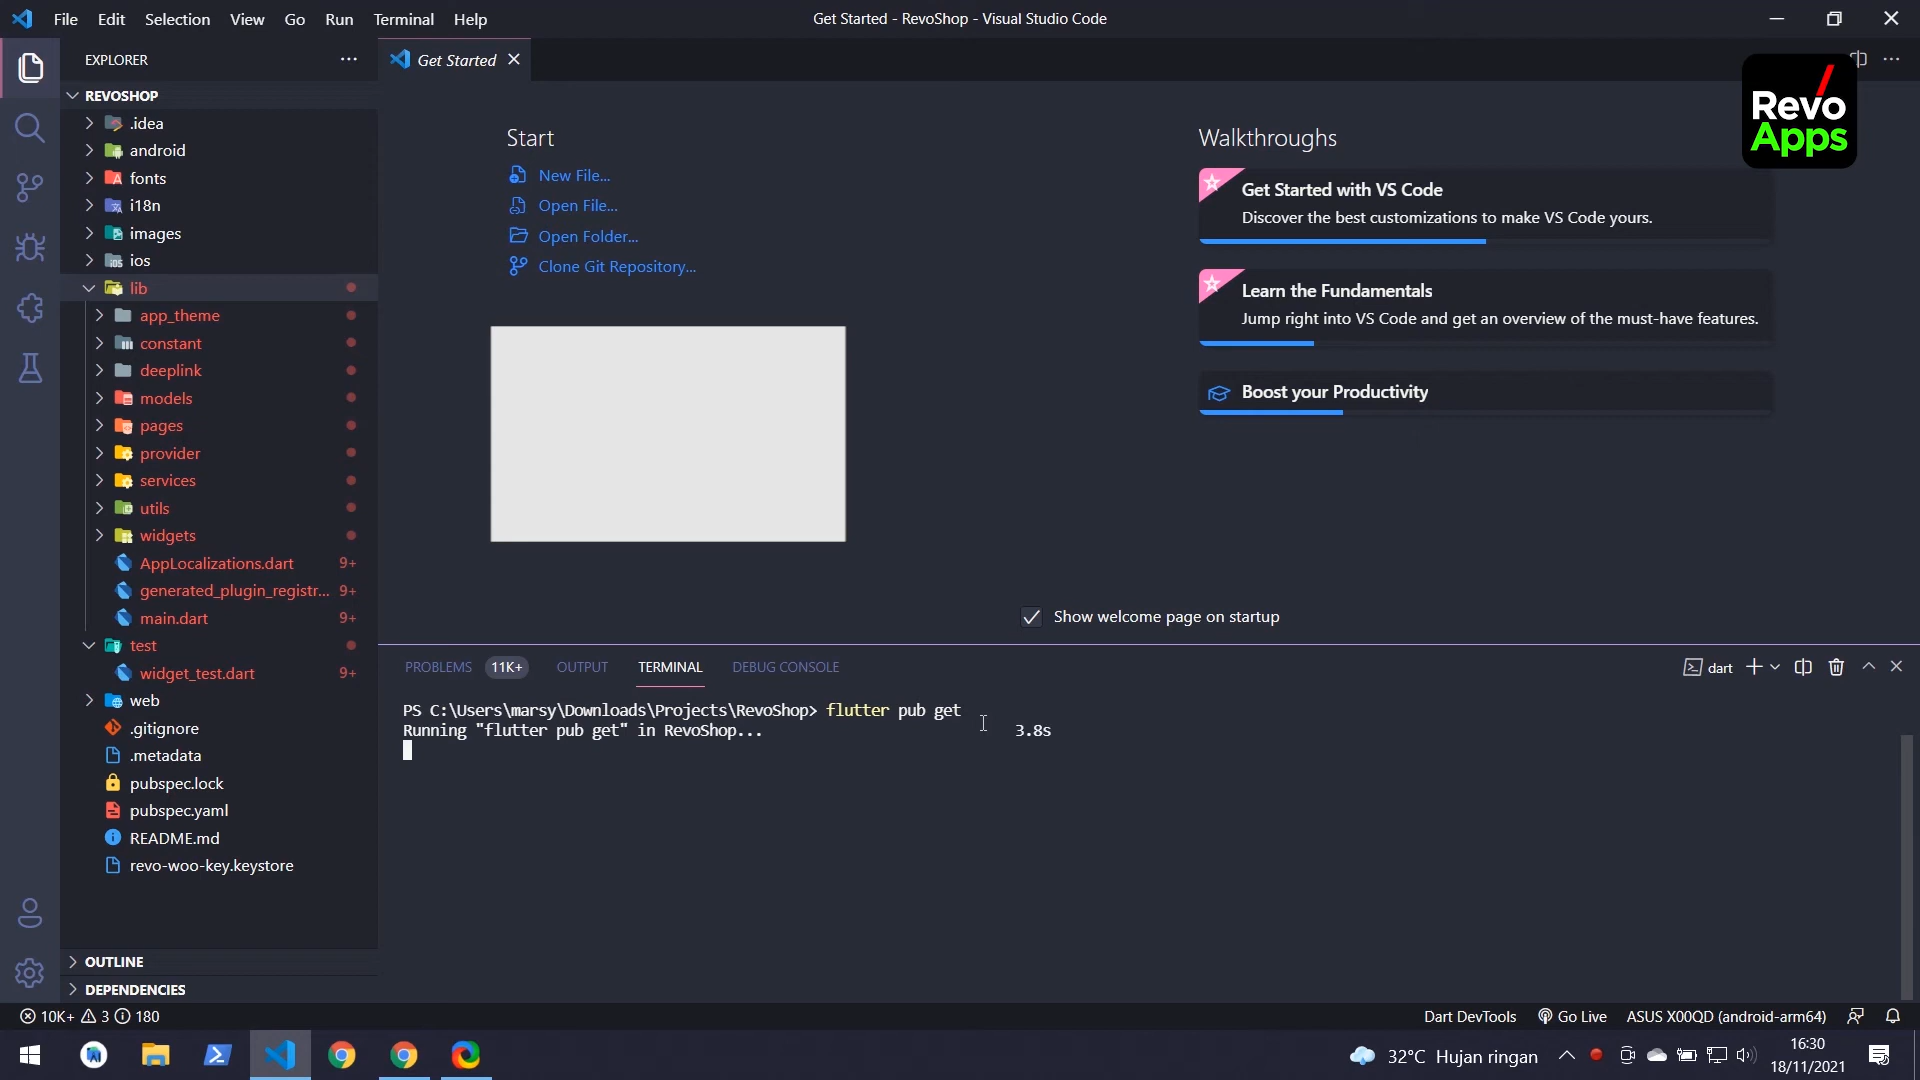 File Edit Selection View Go Run Terminal Help
Get Started - RevoShop - Visual Studio Code
EXPLORER
Get Started
Revo
Apps
REVOSHOP
.idea
android
fonts
i18n
images
ios
lib
app_theme
constant
deeplink
models
pages
provider
services
utils
widgets
AppLocalizations.dart 9+
generated_plugin_registr... 9+
main.dart 9+
test
widget_test.dart 9+
web
.gitignore
.metadata
pubspec.lock
pubspec.yaml
README.md
revo-woo-key.keystore
OUTLINE
DEPENDENCIES
Start
New File...
Open File...
Open Folder...
Clone Git Repository...
Walkthroughs
Get Started with VS Code
Discover the best customizations to make VS Code yours.
Learn the Fundamentals
Jump right into VS Code and get an overview of the must-have features.
Boost your Productivity
Show welcome page on startup
PROBLEMS 11K+ OUTPUT TERMINAL DEBUG CONSOLE
dart
PS C:\Users\marsy\Downloads\Projects\RevoShop> flutter pub get
Running "flutter pub get" in RevoShop... 3.8s
10K+ 3 180
Dart DevTools Go Live ASUS X00QD (android-arm64)
32°C Hujan ringan
16:30
18/11/2021